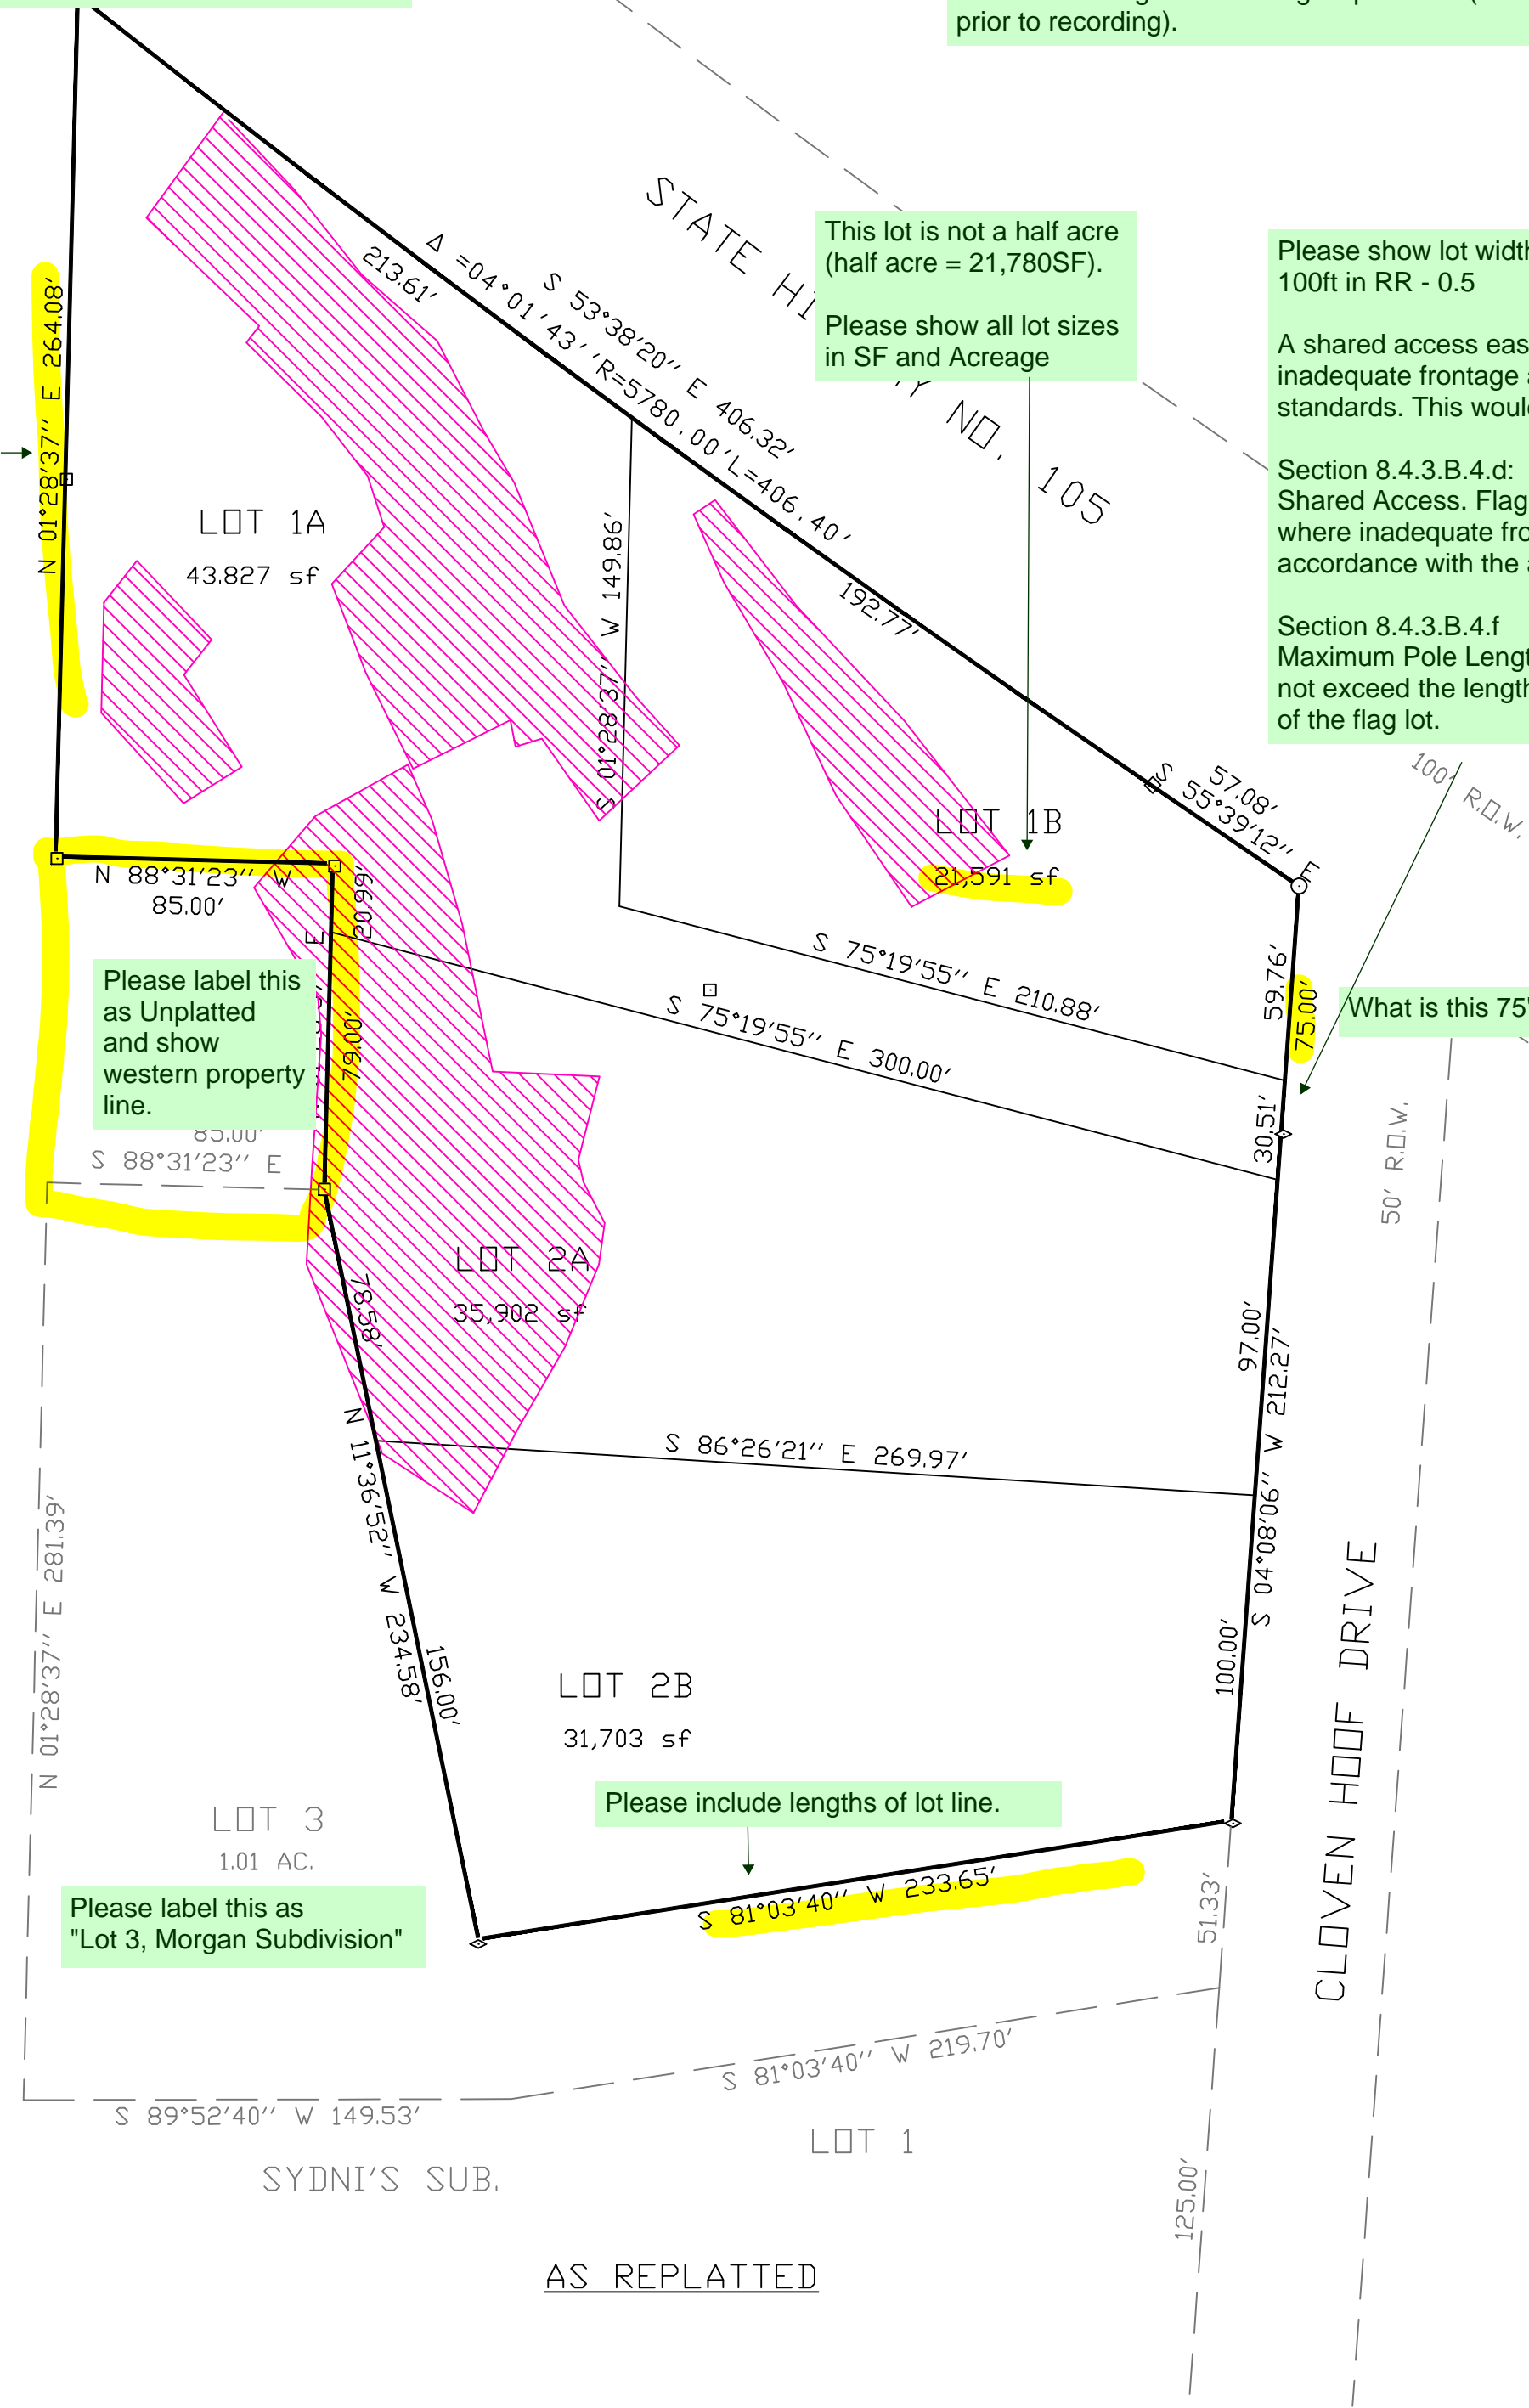 prior to recording).
STATE
NO. 105
This lot is not a half acre
(half acre = 21,780SF).
Please show all lot sizes
in SF and Acreage
Please show lot width
100ft in RR - 0.5
A shared access
inadequate frontage
standards. This
Section 8.4.3.B.4.d:
Shared Access. Flag
where inadequate
accordance with the
Section 8.4.3.B.4.f
Maximum Pole
not exceed the length
of the flag lot.
213.61'
Δ =04°01'43''R=5780.00'L=406.40'
S 53°38'20'' E 406.32'
192.77'
N 01°28'37'' E 264.08'
LOT 1A
43.827 sf
S 01°28'37'' W 149.86'
57.08'
S 55°39'12'' E
100' R.O.W.
LOT 1B
21,591 sf
N 88°31'23'' W
85.00'
20.99'
E
79.00'
Please label this
as Unplatted
and show
western property
line.
85.00'
S 88°31'23'' E
S 75°19'55'' E 210.88'
S 75°19'55'' E 300.00'
59.76'
75.00'
What is this 75'
30.51'
50' R.O.W.
LOT 2A
35,902 sf
78.58'
97.00'
S 04°08'06'' W 212.27'
S 86°26'21'' E 269.97'
N 11°36'52'' W 234.58'
156.00'
100.00'
N 01°28'37'' E 281.39'
LOT 2B
31,703 sf
CLOVEN HOOF DRIVE
Please include lengths of lot line.
LOT 3
1.01 AC.
Please label this as
"Lot 3, Morgan Subdivision"
S 81°03'40'' W 233.65'
51.33'
S 81°03'40'' W 219.70'
S 89°52'40'' W 149.53'
LOT 1
SYDNI'S SUB.
125.00'
AS REPLATTED